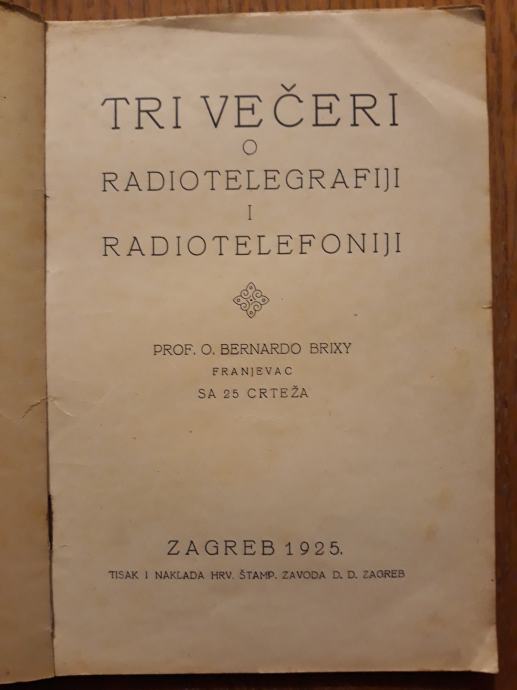 TRI VEČERI
O
RADIOTELEGRAFIJI
I
RADIOTELEFONIJI
PROF. O. BERNARDO BRIXY
FRANJEVAC
SA 25 CRTEŽA
ZAGREB 1925.
TISAK I NAKLADA HRV. ŠTAMP. ZAVODA D. D. ZAGREB